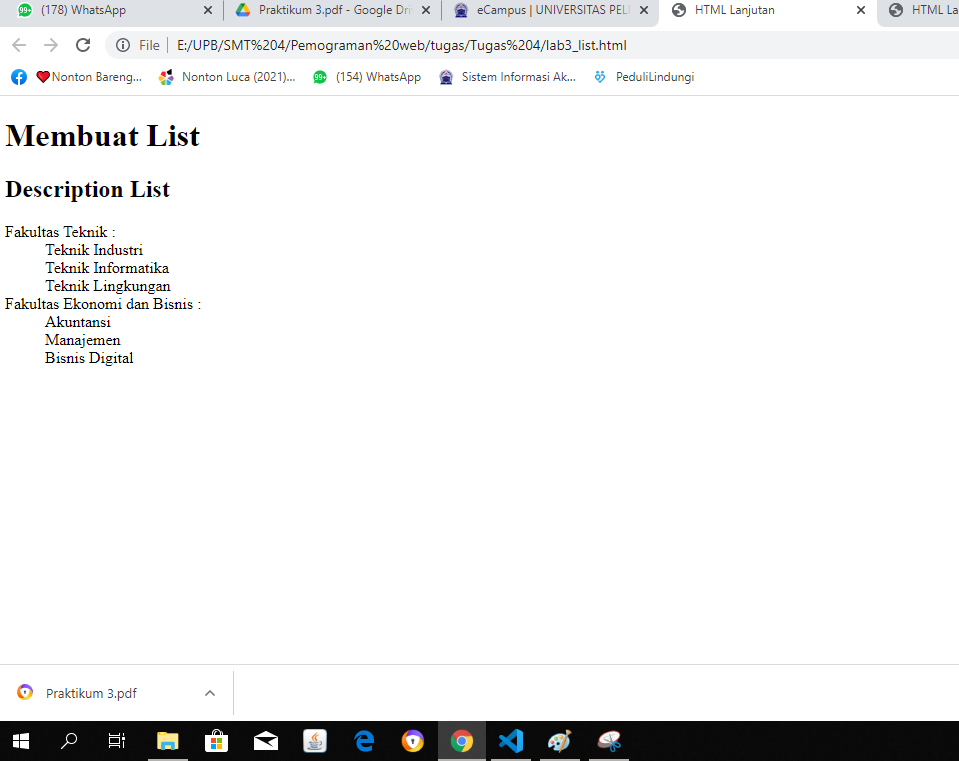 (178) WhatsApp
Praktikum 3.pdf - Google Dri
eCampus | UNIVERSITAS PELI
HTML Lanjutan
HTML La
File
E:/UPB/SMT%204/Pemograman%20web/tugas/Tugas%204/lab3_list.html
Nonton Bareng...
Nonton Luca (2021)...
99+
(154) WhatsApp
Sistem Informasi Ak...
PeduliLindungi
Membuat List
Description List
Fakultas Teknik :
Teknik Industri
Teknik Informatika
Teknik Lingkungan
Fakultas Ekonomi dan Bisnis :
Akuntansi
Manajemen
Bisnis Digital
Praktikum 3.pdf